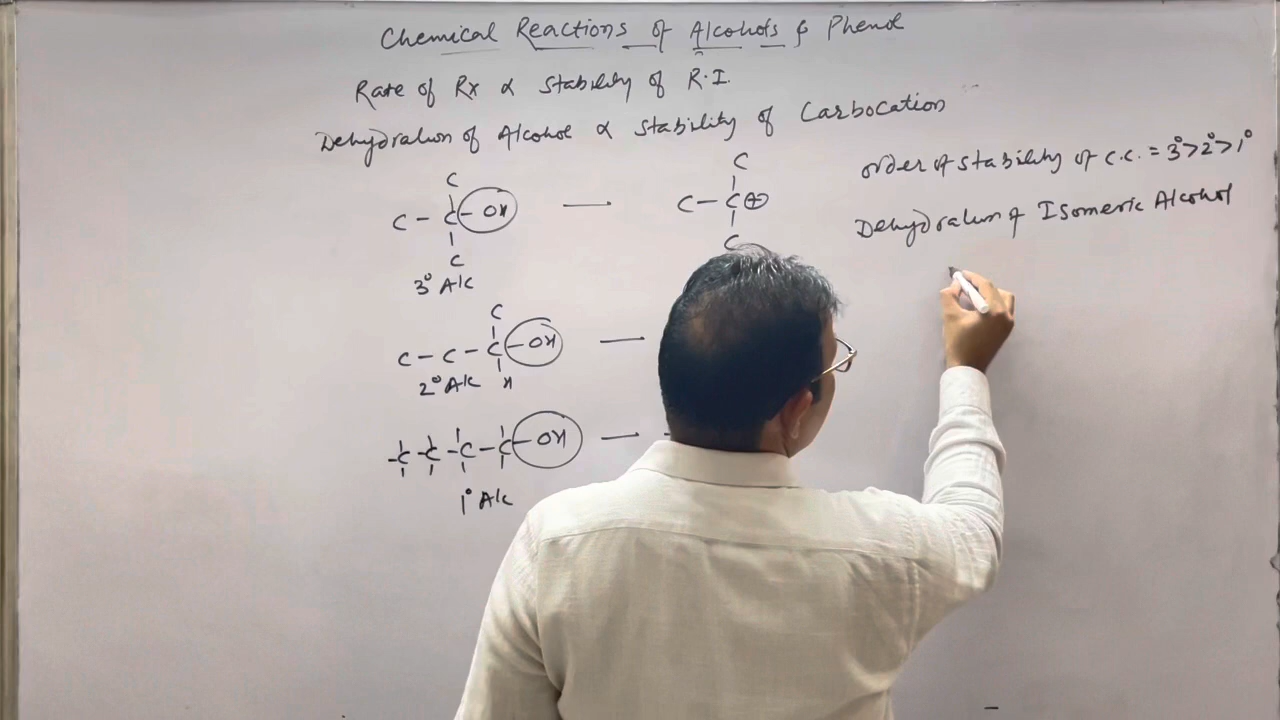 Chemical Reactions of Alcohols & Phenol
Rate of Rx α Stability of R.I.
Dehydration of Alcohol α Stability of Carbocation
order of stability of c.c. = 3°>2°>1°
Dehydration of Isomeric Alcohol
C
C - C - OH — C - C ⊕
C
3° Alc
C
C
C
C - C - C - OH —
H
2° Alc
C - C - C - C - OH —
1° Alc